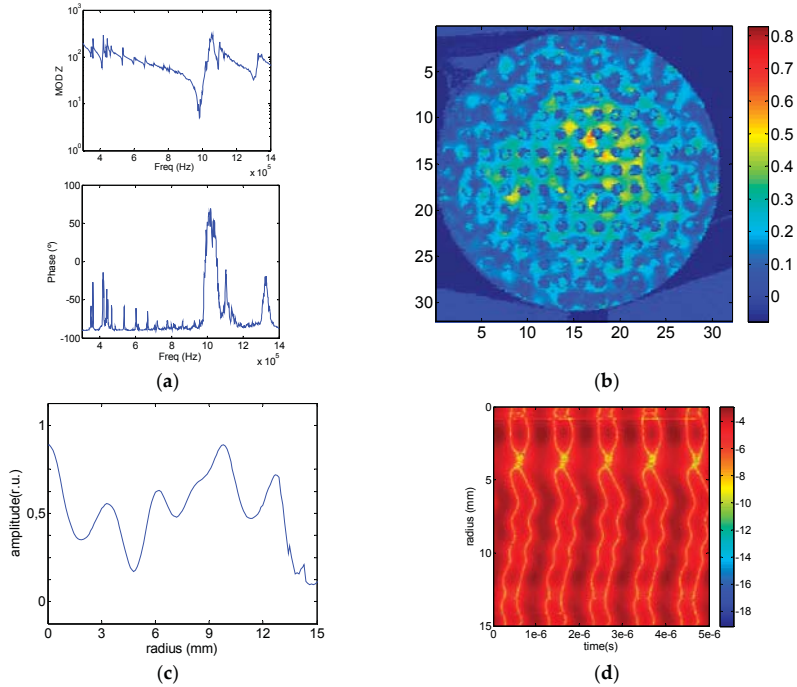 10³
10²
10¹
10⁰
MOD Z
4 6 8 10 12 14
Freq (Hz)
x 10⁵
100
50
0
-50
-100
Phase (º)
4 6 8 10 12 14
Freq (Hz)
x 10⁵
(a)
5
10
15
20
25
30
5 10 15 20 25 30
0.8
0.7
0.6
0.5
0.4
0.3
0.2
0.1
0
(b)
1
0,5
0
amplitude(r.u.)
0 3 6 9 12 15
radius (mm)
(c)
0
5
10
15
radius (mm)
0 1e-6 2e-6 3e-6 4e-6 5e-6
time(s)
-4
-6
-8
-10
-12
-14
-16
-18
(d)